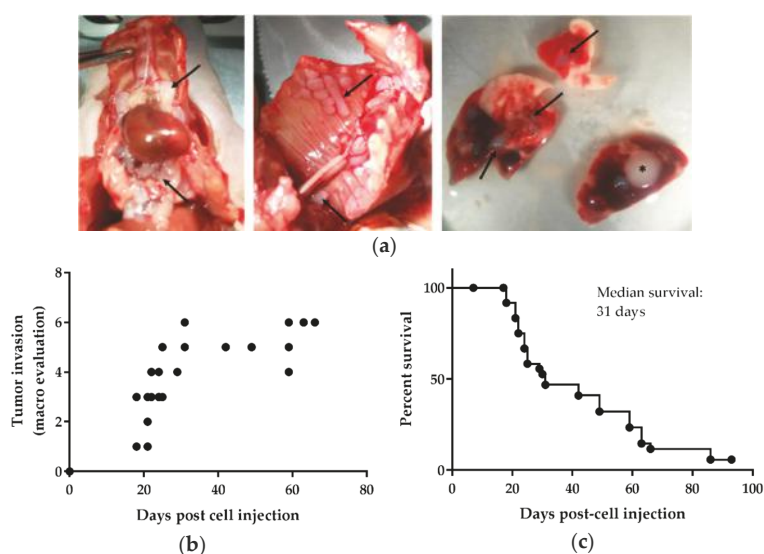 *
(a)
8
6
4
2
0
Tumor invasion
(macro evaluation)
0 20 40 60 80
Days post cell injection
(b)
100
50
0
Percent survival
Median survival:
31 days
0 20 40 60 80 100
Days post-cell injection
(c)